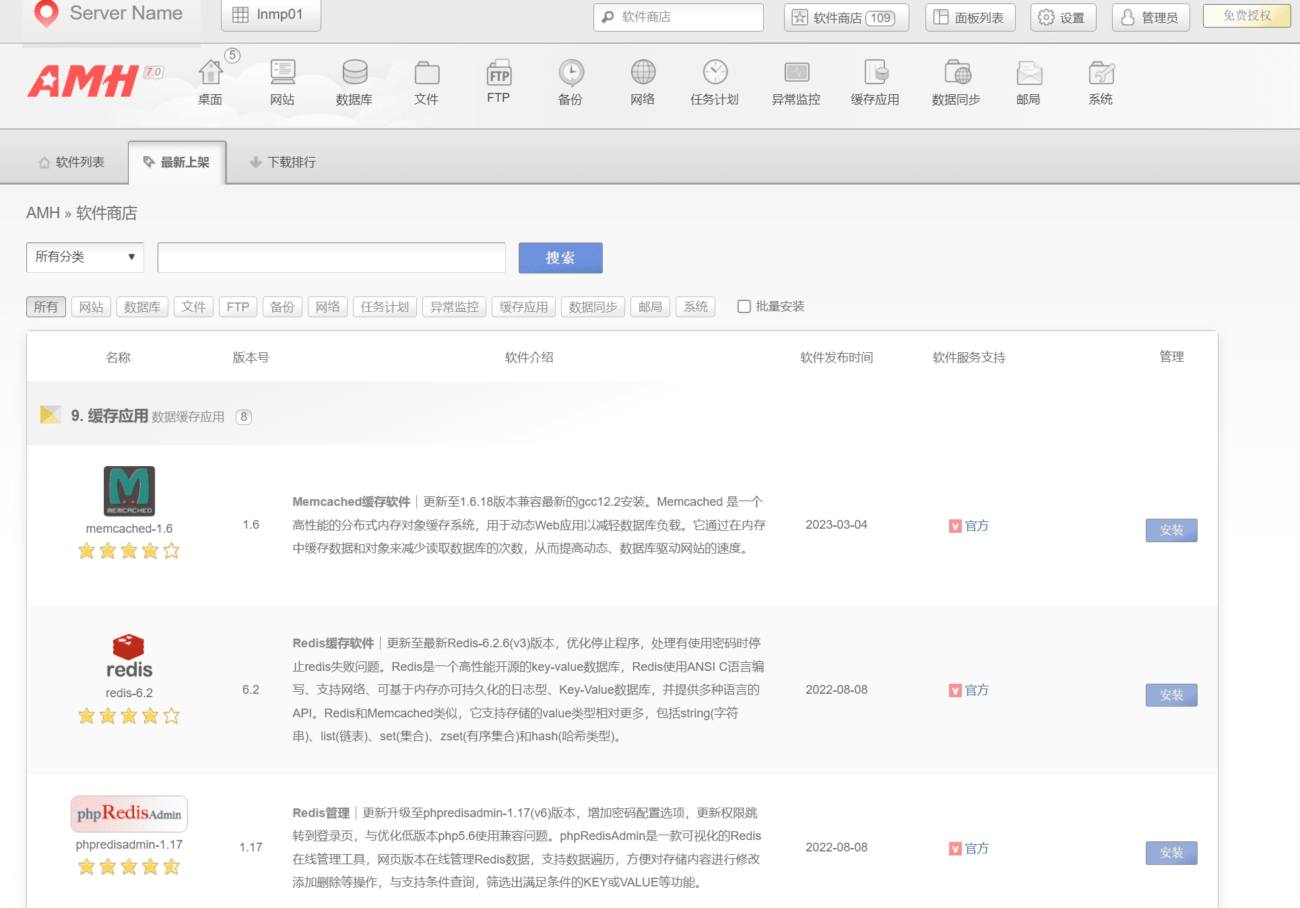 Server Name
lnmp01
软件商店
软件商店 109
面板列表
设置
管理员
免费授权
AMH 7.0
桌面 5
网站
数据库
文件
FTP
FTP
备份
网络
任务计划
异常监控
缓存应用
数据同步
邮局
系统
软件列表
最新上架
下载排行
AMH » 软件商店
所有分类 ▼
搜索
所有 网站 数据库 文件 FTP 备份 网络 任务计划 异常监控 缓存应用 数据同步 邮局 系统 批量安装
名称 版本号 软件介绍 软件发布时间 软件服务支持 管理
9. 缓存应用 数据缓存应用 8
MEMCACHED
memcached-1.6
1.6
Memcached缓存软件｜更新至1.6.18版本兼容最新的gcc12.2安装。Memcached 是一个
高性能的分布式内存对象缓存系统，用于动态Web应用以减轻数据库负载。它通过在内存
中缓存数据和对象来减少读取数据库的次数，从而提高动态、数据库驱动网站的速度。
2023-03-04
V 官方
安装
redis
redis-6.2
6.2
Redis缓存软件｜更新至最新Redis-6.2.6(v3)版本，优化停止程序，处理有使用密码时停
止redis失败问题。Redis是一个高性能开源的key-value数据库，Redis使用ANSI C语言编
写、支持网络、可基于内存亦可持久化的日志型、Key-Value数据库，并提供多种语言的
API。Redis和Memcached类似，它支持存储的value类型相对更多，包括string(字符
串)、list(链表)、set(集合)、zset(有序集合)和hash(哈希类型)。
2022-08-08
V 官方
安装
phpRedisAdmin
phpredisadmin-1.17
1.17
Redis管理｜更新升级至phpredisadmin-1.17(v6)版本，增加密码配置选项，更新权限跳
转到登录页，与优化低版本php5.6使用兼容问题。phpRedisAdmin是一款可视化的Redis
在线管理工具，网页版本在线管理Redis数据，支持数据遍历，方便对存储内容进行修改
添加删除等操作，与支持条件查询，筛选出满足条件的KEY或VALUE等功能。
2022-08-08
V 官方
安装